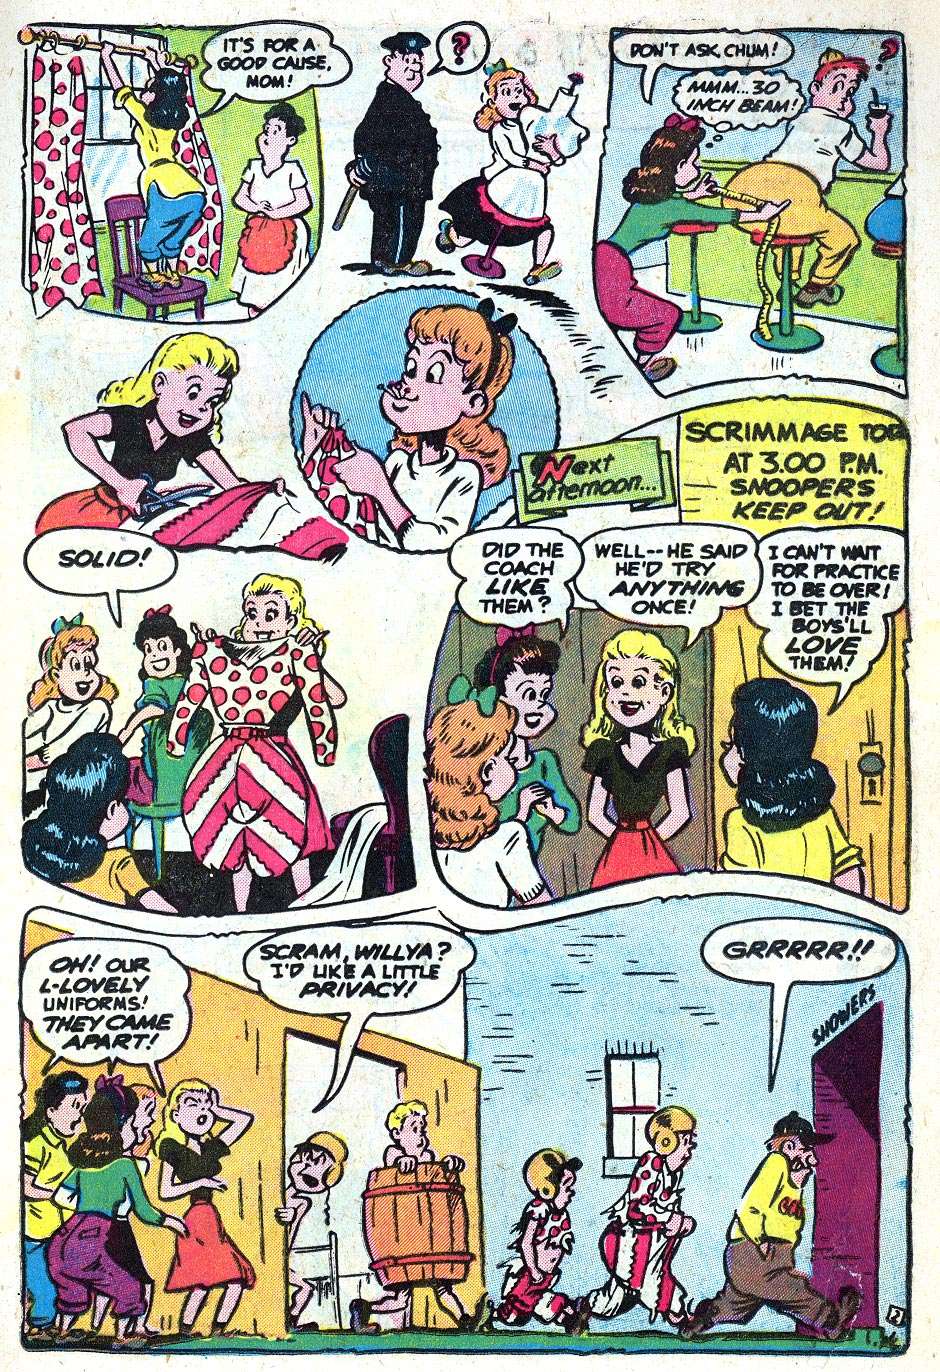 IT'S FOR A
GOOD CAUSE,
MOM!
?
DON'T ASK, CHUM!
MMM...30
INCH BEAM!
?
Next
afternoon...
SCRIMMAGE TOD
AT 3.00 P.M.
SNOOPERS
KEEP OUT!
SOLID!
DID THE
COACH
LIKE
THEM?
WELL--HE SAID
HE'D TRY
ANYTHING
ONCE!
I CAN'T WAIT
FOR PRACTICE
TO BE OVER!
I BET THE
BOYS'LL
LOVE
THEM!
OH! OUR
L-LOVELY
UNIFORMS!
THEY CAME
APART!
SCRAM, WILLYA?
I'D LIKE A LITTLE
PRIVACY!
GRRRRR!!
SHOWERS
2